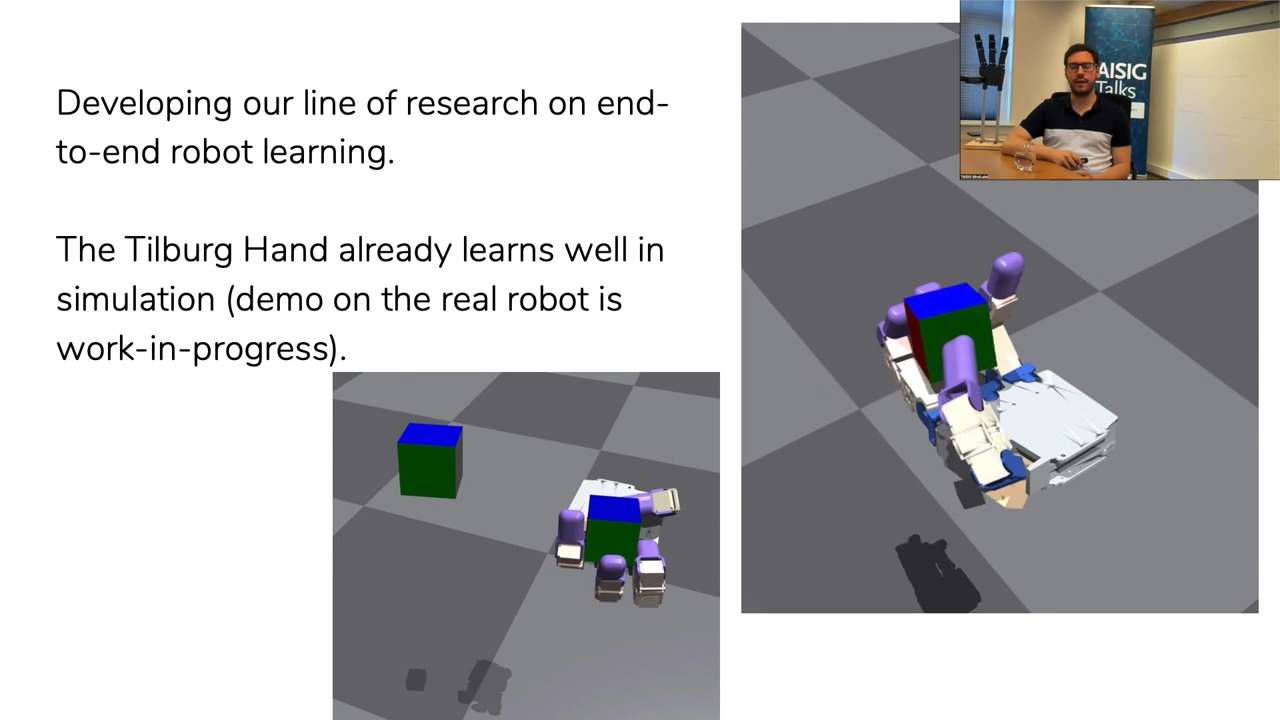 Developing our line of research on end-
to-end robot learning.
The Tilburg Hand already learns well in
simulation (demo on the real robot is
work-in-progress).
AISIG
Talks